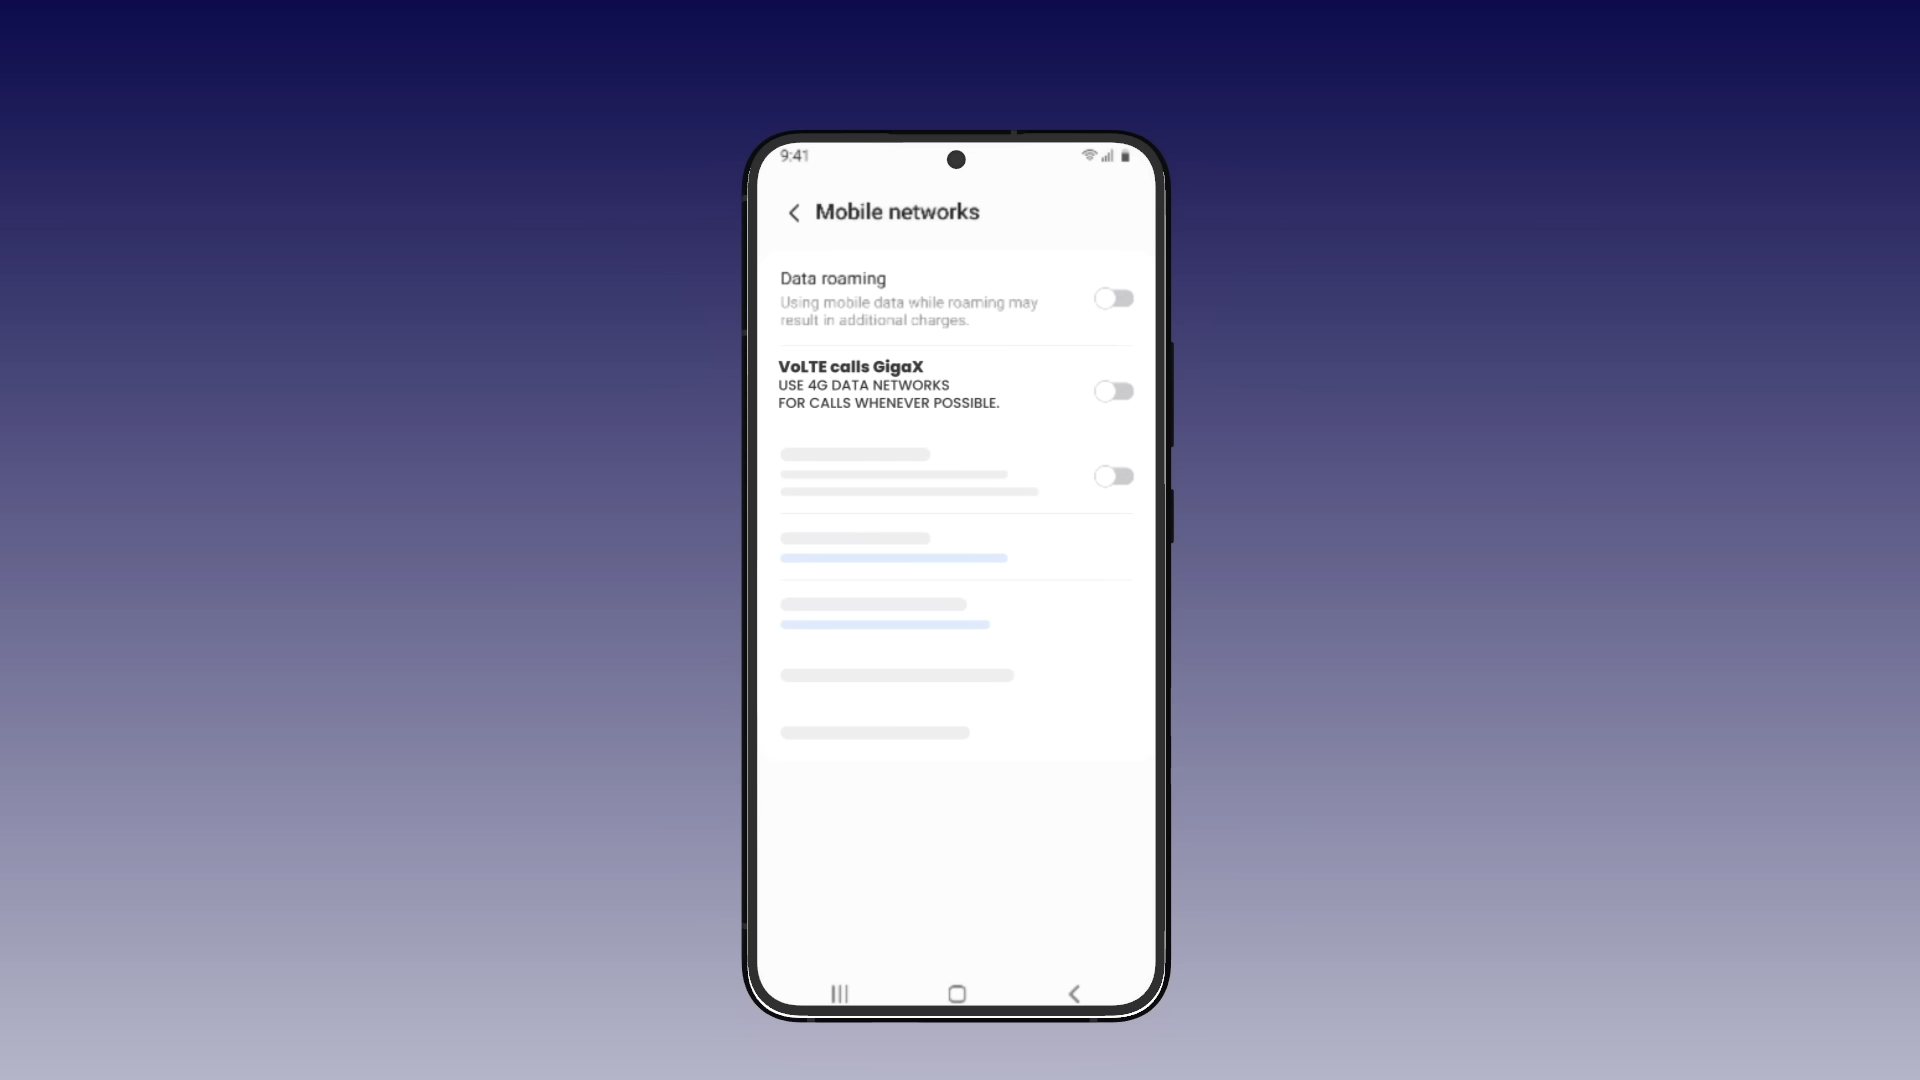 9:41
Mobile networks
Data roaming
Using mobile data while roaming may
result in additional charges.
VoLTE calls GigaX
USE 4G DATA NETWORKS
FOR CALLS WHENEVER POSSIBLE.